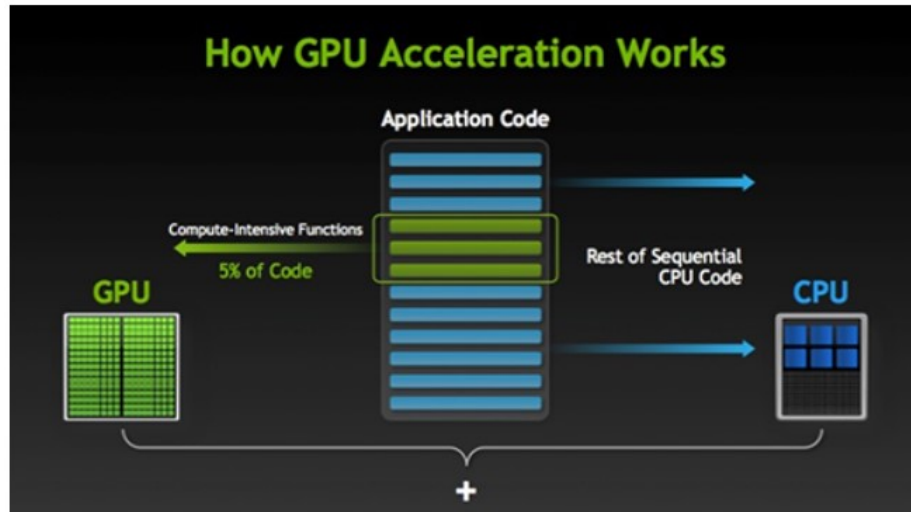 How GPU Acceleration Works
Application Code
Compute-Intensive Functions
5% of Code
Rest of Sequential
CPU Code
GPU
CPU
+